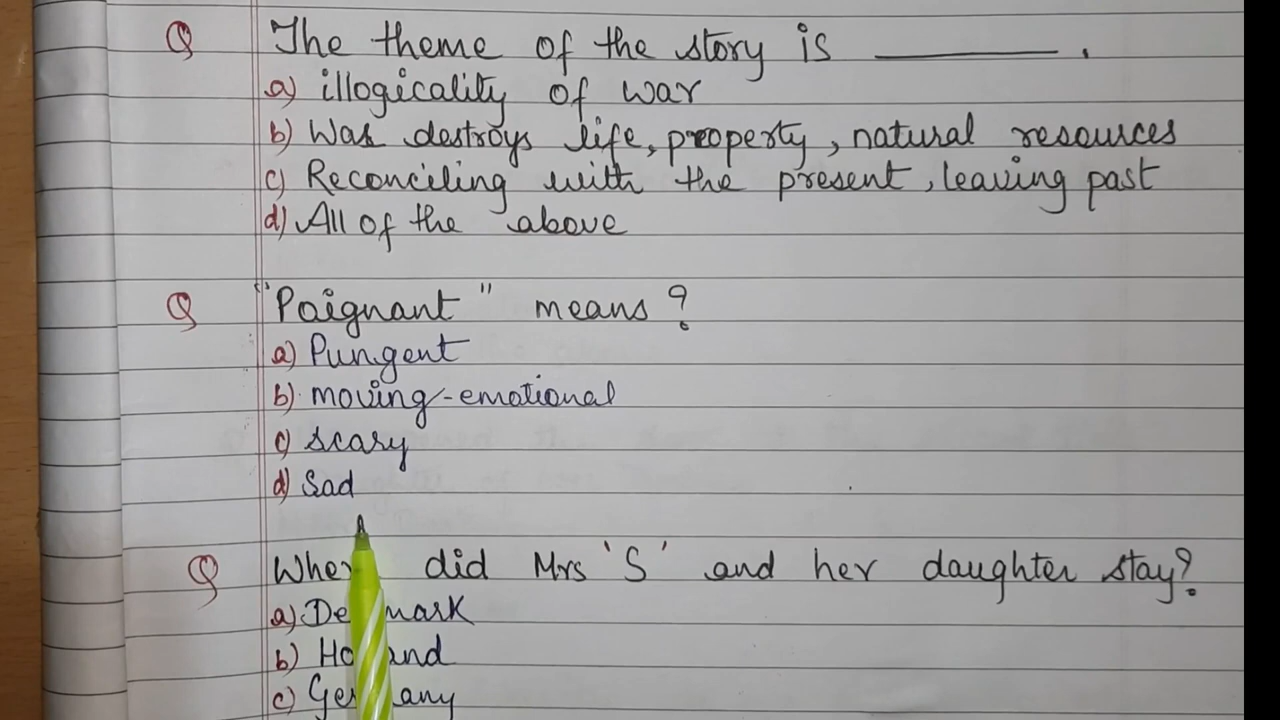 Q The theme of the story is ________ .
a) illogicality of war
b) War destroys life, property, natural resources
c) Reconciling with the present, leaving past
d) All of the above
Q "Poignant" means?
a) Pungent
b) moving-emotional
c) scary
d) Sad
Q did Mrs 'S' and her daughter stay?
a)
b)
c)